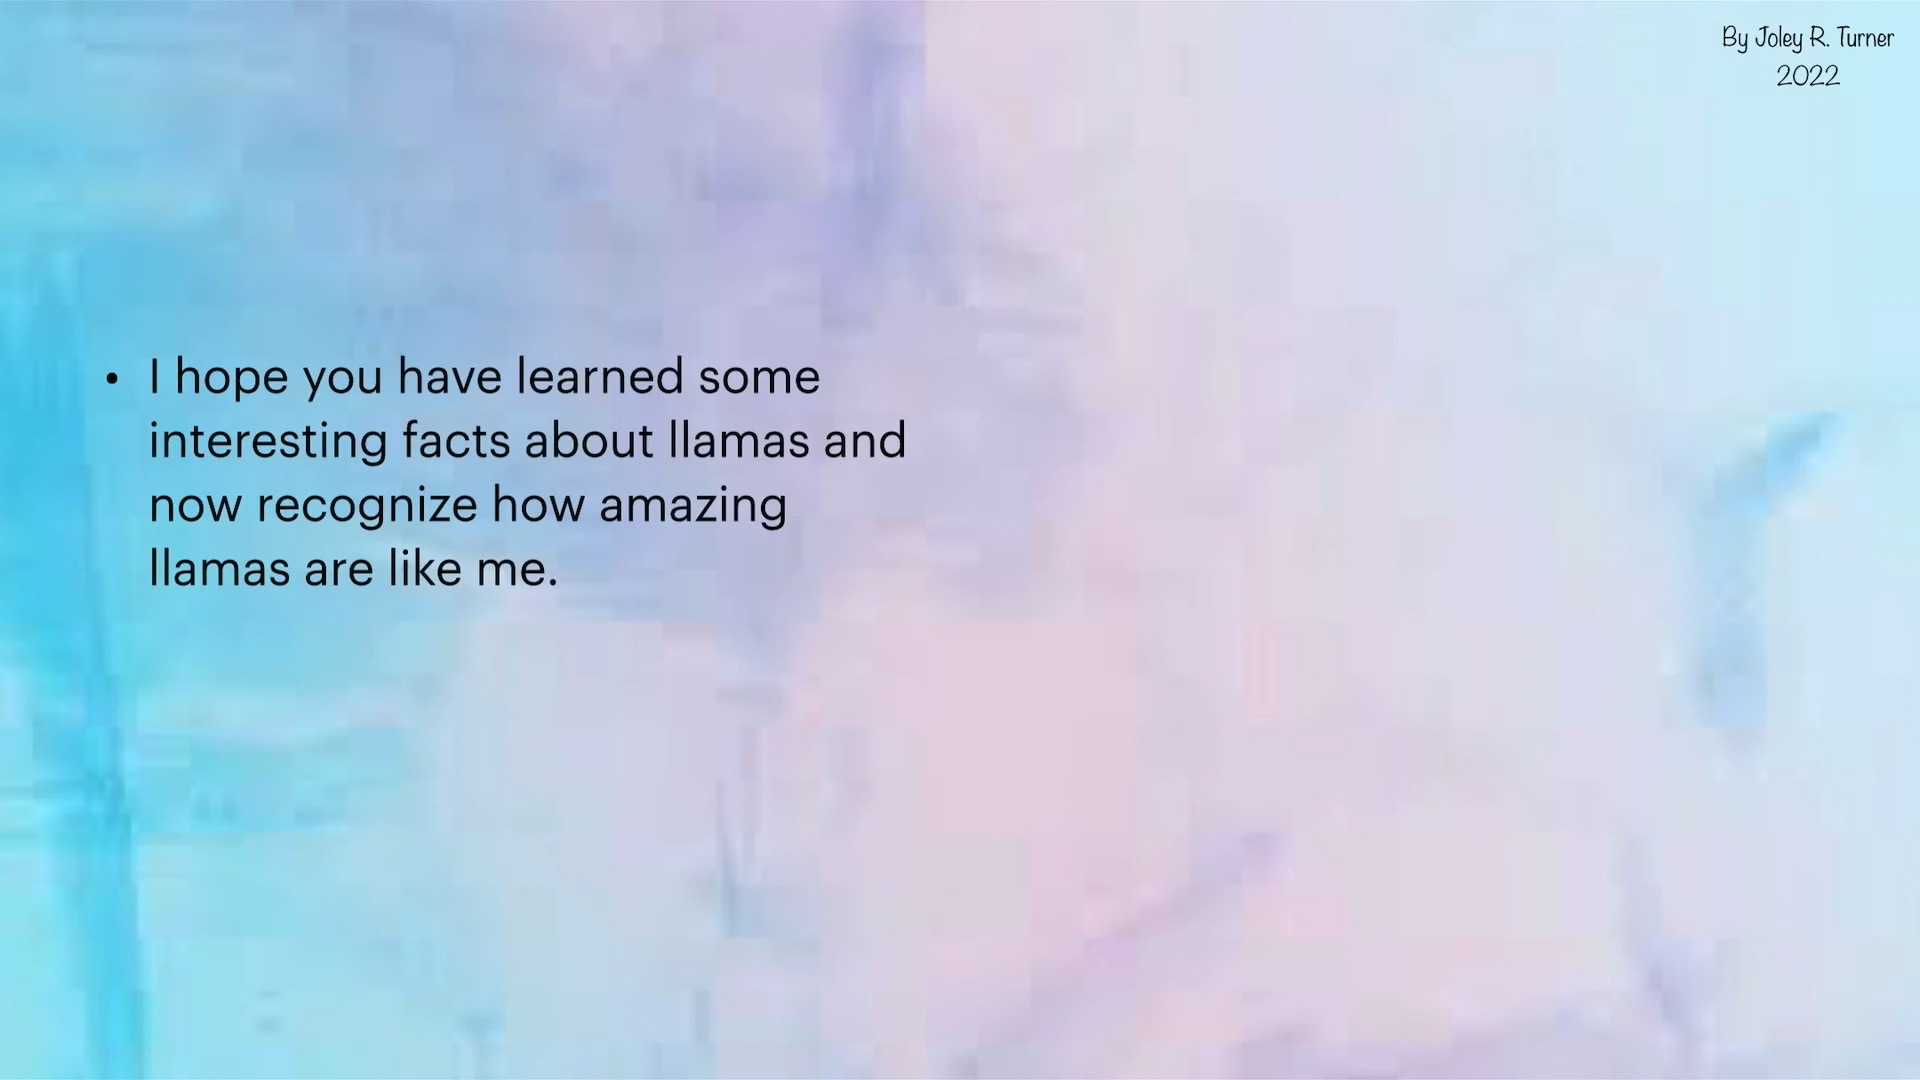 By Joley R. Turner
2022
• I hope you have learned some
interesting facts about llamas and
now recognize how amazing
llamas are like me.